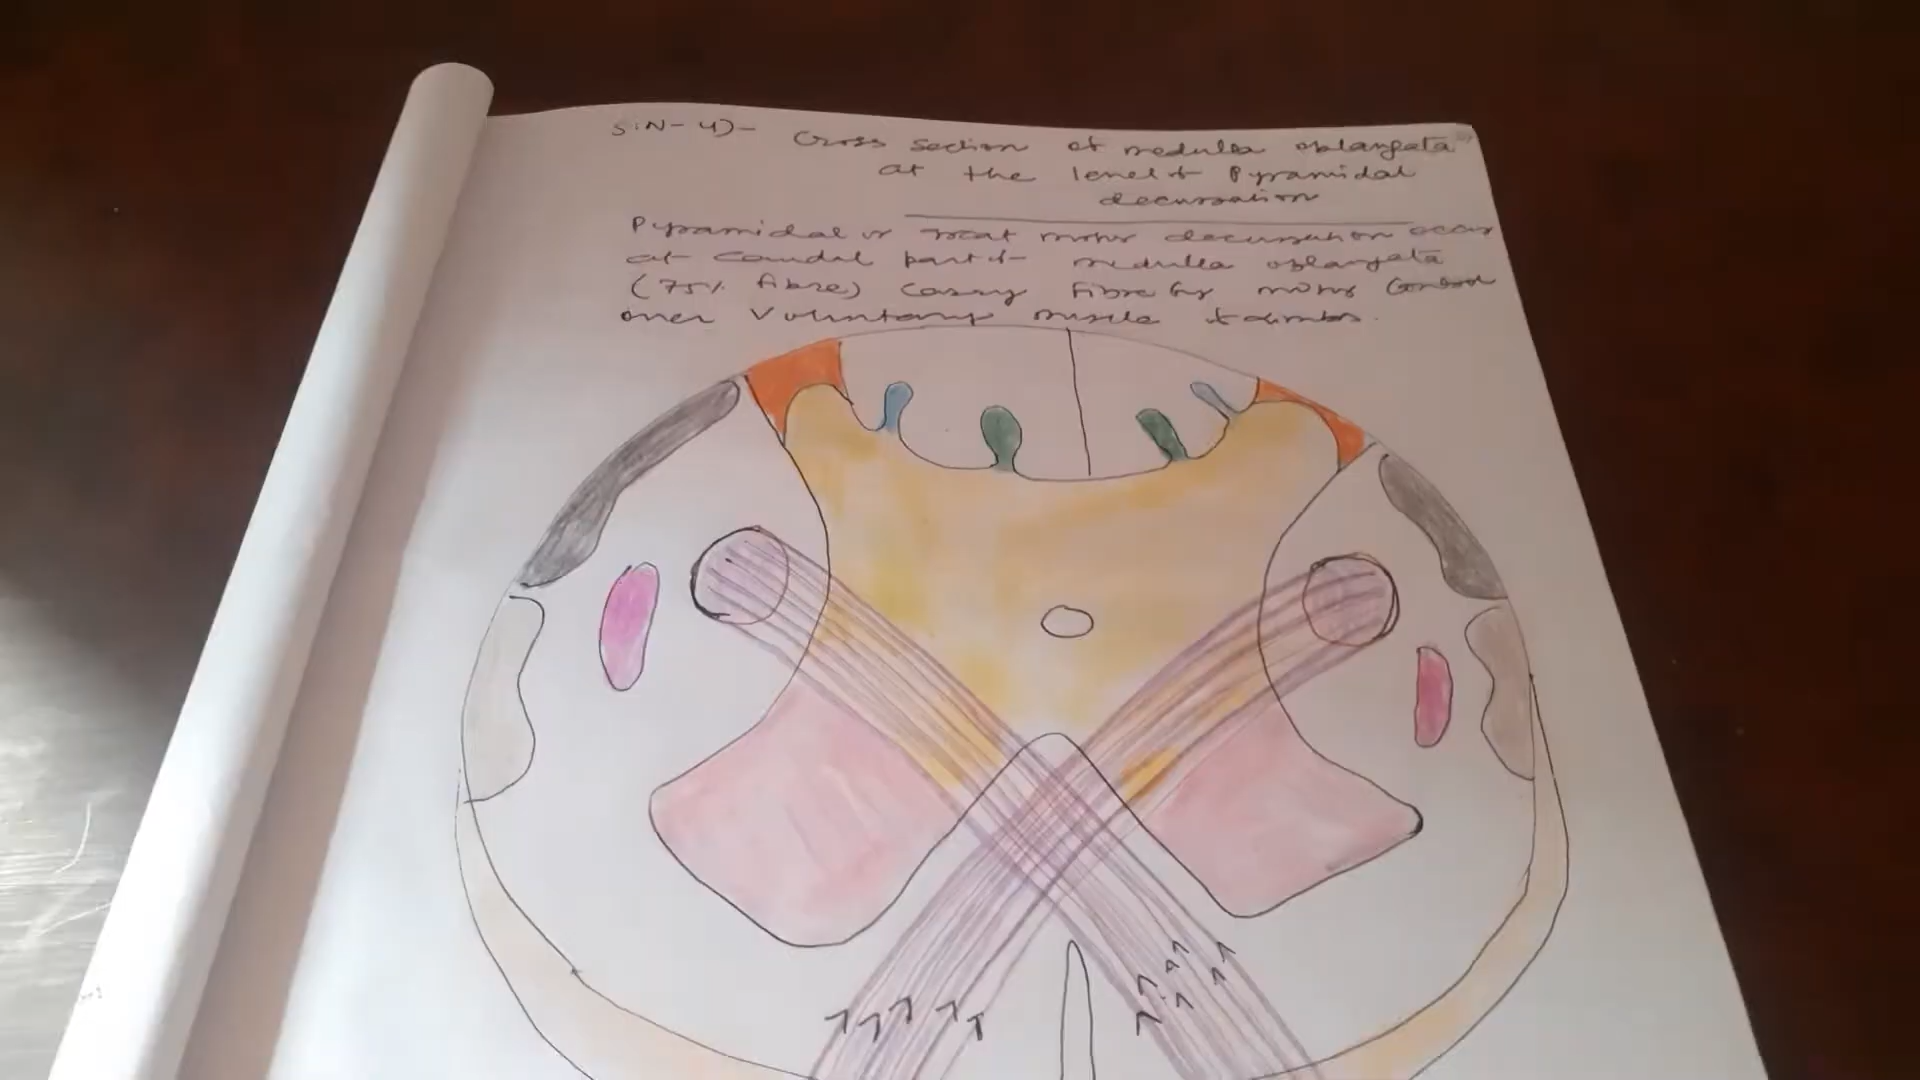 SiN-4)- Cross section of medulla oblangata
at the level of Pyramidal
decussation
Pyramidal or motor decussation occur
at caudal part of medulla oblangata
(75% fibre) carry fibre for motor control
over voluntary muscle of limbs.